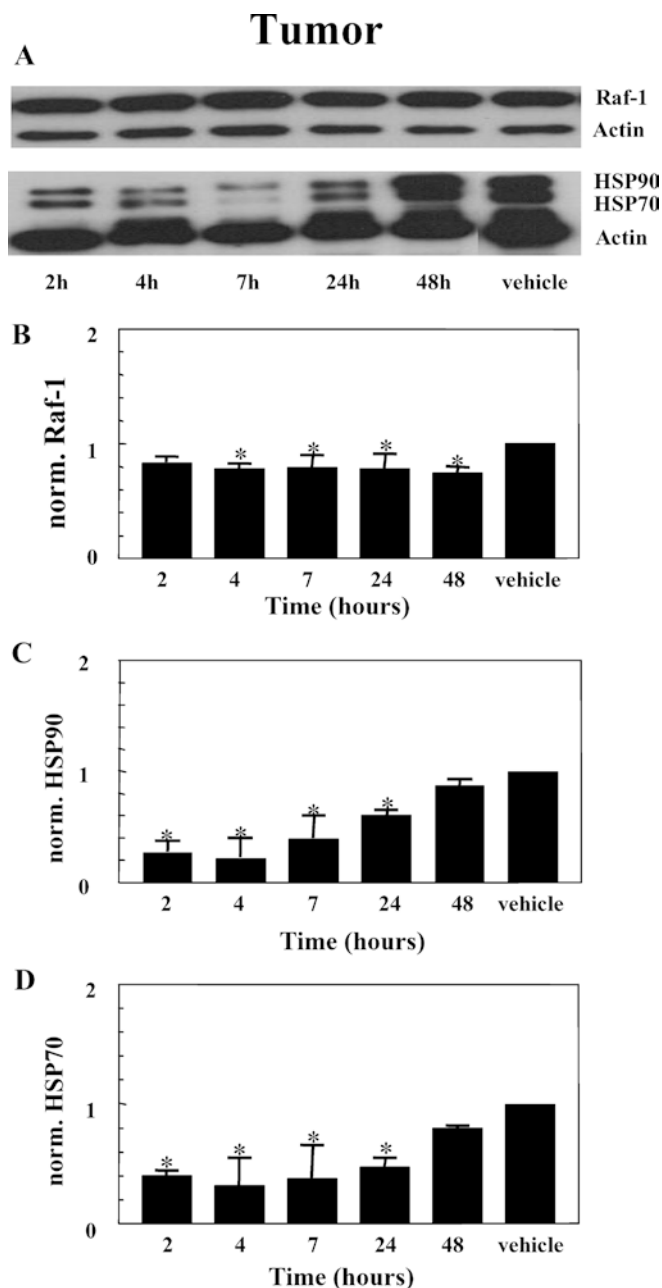 Tumor
A
Raf-1
Actin
HSP90
HSP70
Actin
2h 4h 7h 24h 48h vehicle
B
2
1
0
norm. Raf-1
* * * *
2 4 7 24 48 vehicle
Time (hours)
C
2
1
0
norm. HSP90
* * * *
2 4 7 24 48 vehicle
Time (hours)
D
2
1
0
norm. HSP70
* * * *
2 4 7 24 48 vehicle
Time (hours)